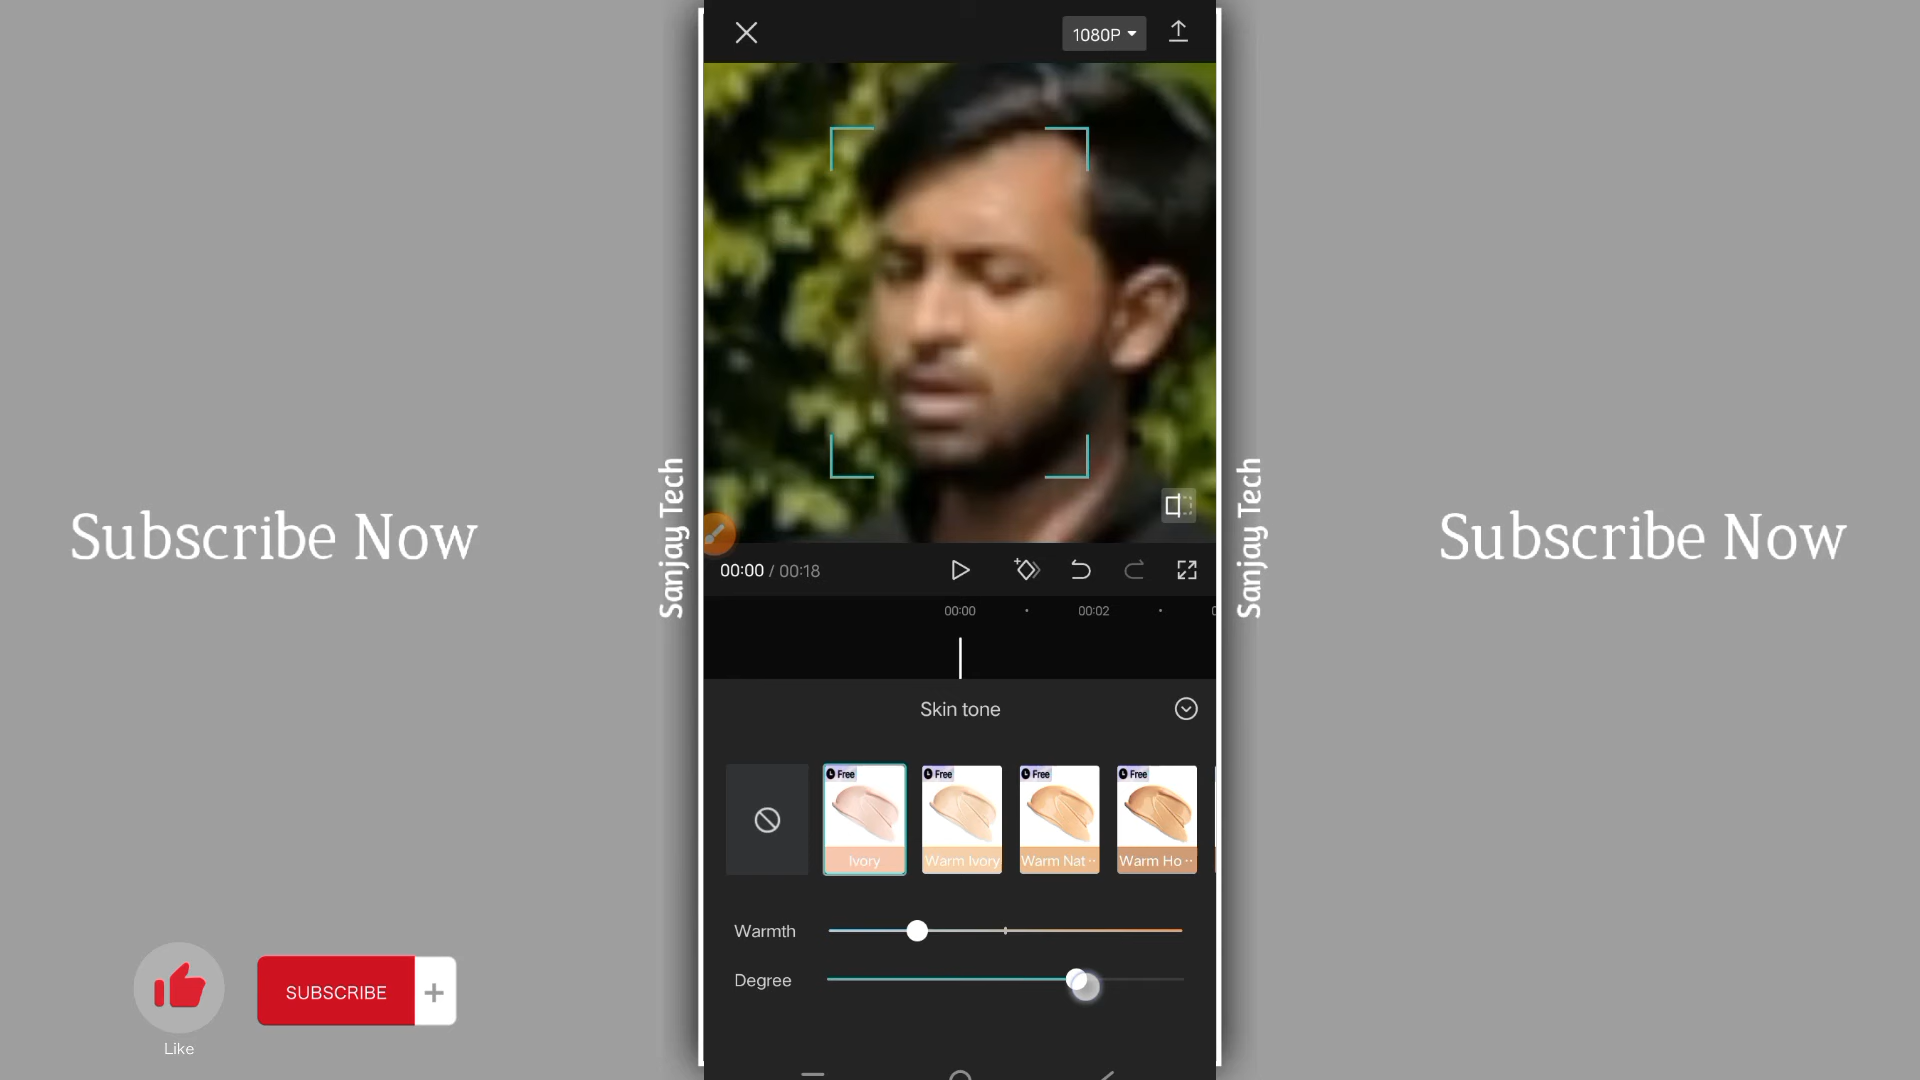 1080P
Subscribe Now
Sanjay Tech
Sanjay Tech
Subscribe Now
00:00 / 00:18
00:00
00:02
Skin tone
Free
Free
Free
Free
Ivory
Warm Ivory
Warm Nat··
Warm Ho··
Warmth
Degree
SUBSCRIBE +
Like